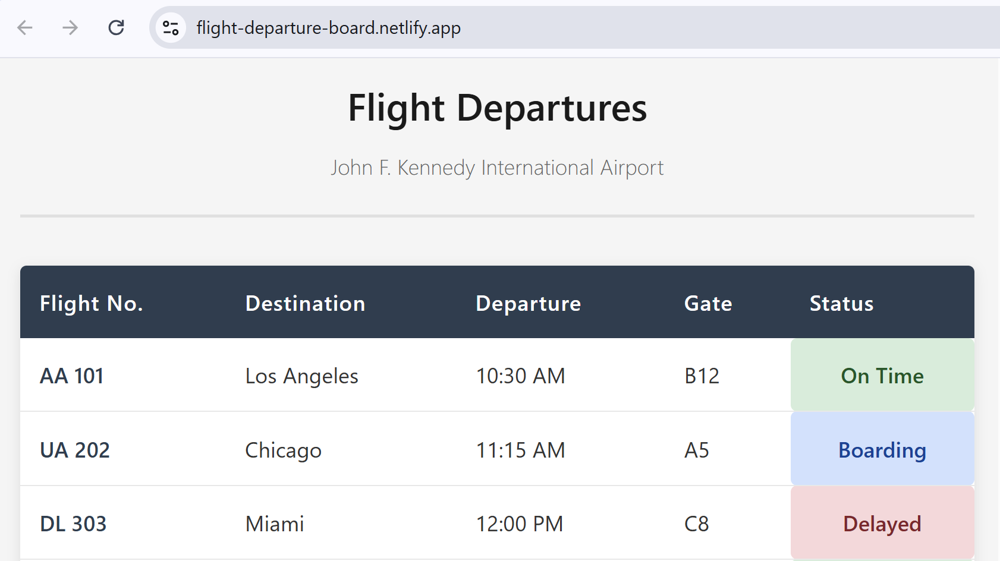 flight-departure-board.netlify.app
Flight Departures
John F. Kennedy International Airport
Flight No. Destination Departure Gate Status
AA 101 Los Angeles 10:30 AM B12 On Time
UA 202 Chicago 11:15 AM A5 Boarding
DL 303 Miami 12:00 PM C8 Delayed